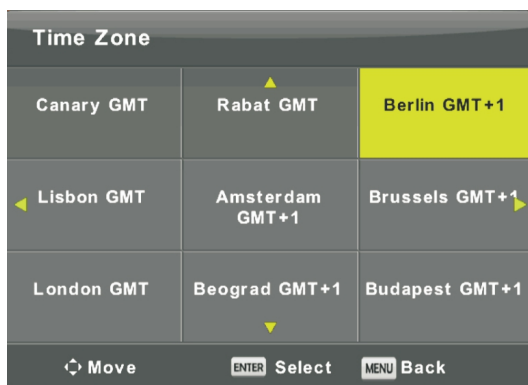 Time Zone
Canary GMT
Rabat GMT
Berlin GMT+1
Lisbon GMT
Amsterdam
GMT+1
Brussels GMT+1
London GMT
Beograd GMT+1
Budapest GMT+1
Move
ENTER Select
MENU Back